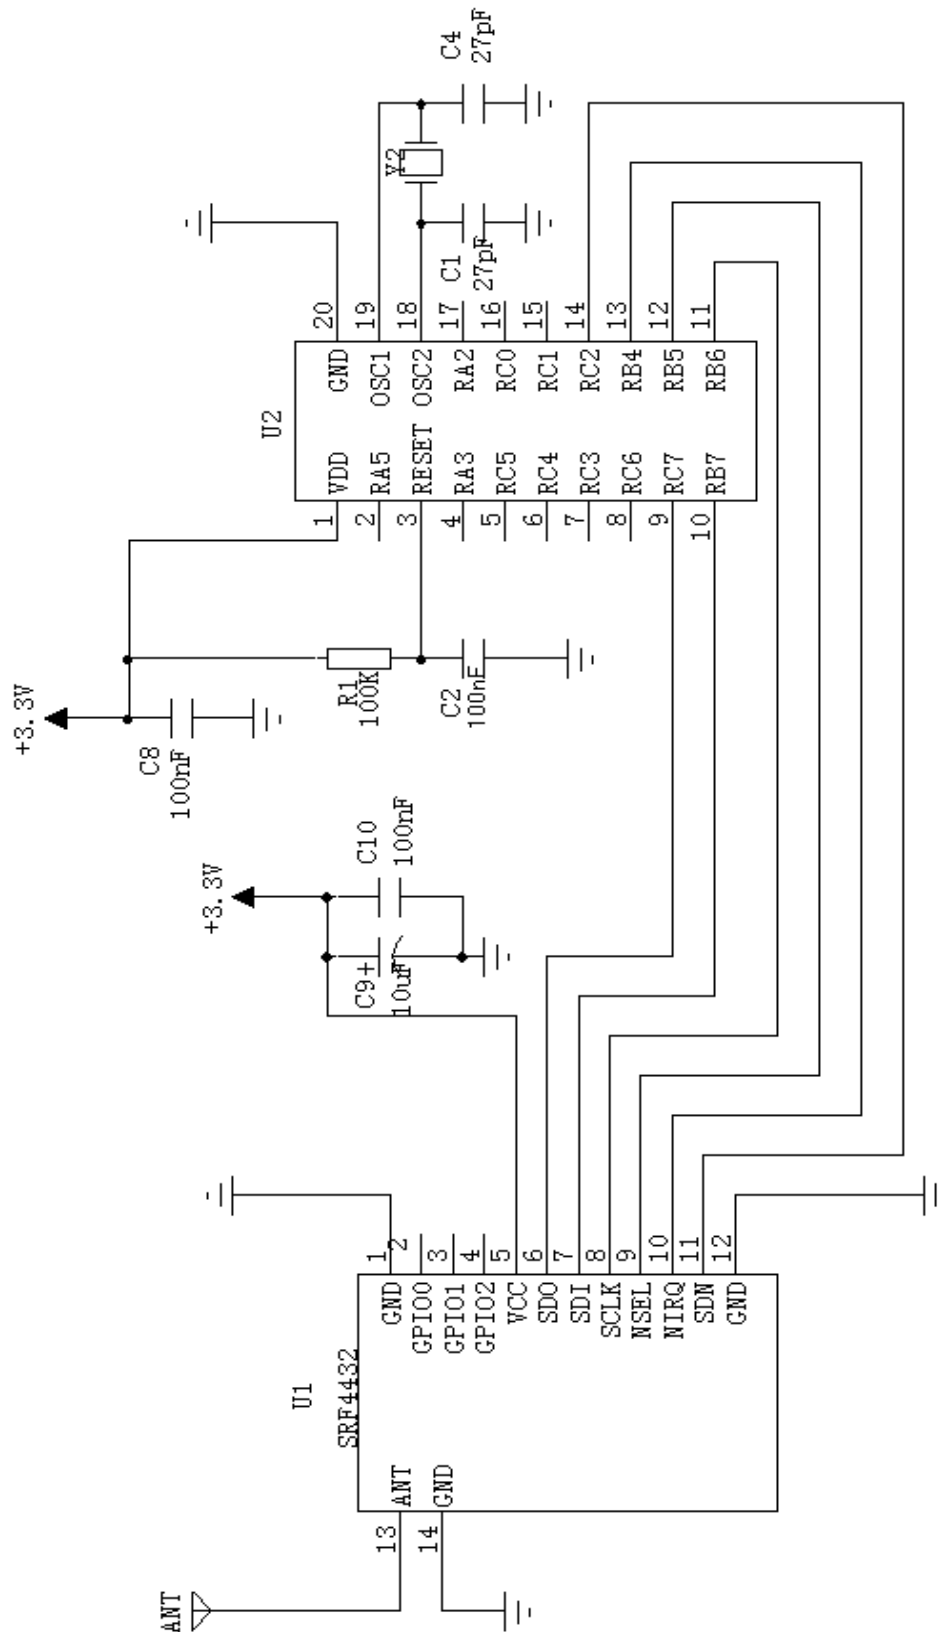 ANT
13
14
ANT
GND
U1
SRF4432
GND
GPIO0
GPIO1
GPIO2
VCC
SDO
SDI
SCLK
NSEL
NIRQ
SDN
GND
1
2
3
4
5
6
7
8
9
10
11
12
+3.3V
C9+
10uF
C10
100nF
+3.3V
C8
100nF
R1
100K
C2
100nF
U2
1
2
3
4
5
6
7
8
9
10
VDD
RA5
RESET
RA3
RC5
RC4
RC3
RC6
RC7
RB7
GND
OSC1
OSC2
RA2
RC0
RC1
RC2
RB4
RB5
RB6
20
19
18
17
16
15
14
13
12
11
C1
27pF
Y2
C4
27pF